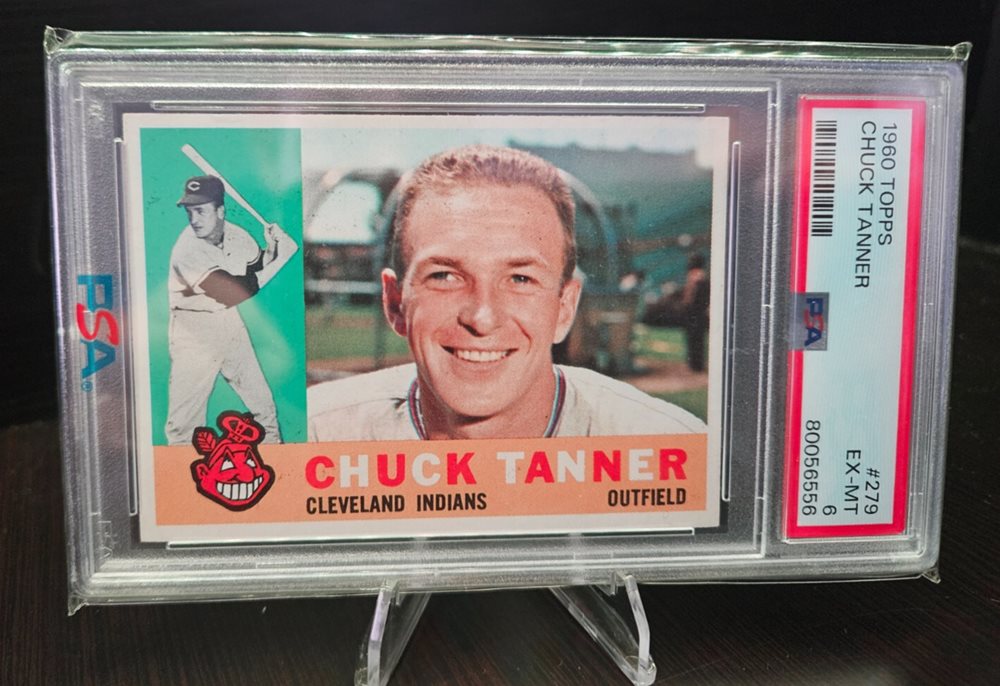 PSA
C
CHUCK TANNER
CLEVELAND INDIANS OUTFIELD
1960 TOPPS #279
CHUCK TANNER EX-MT
6
PSA
80056556